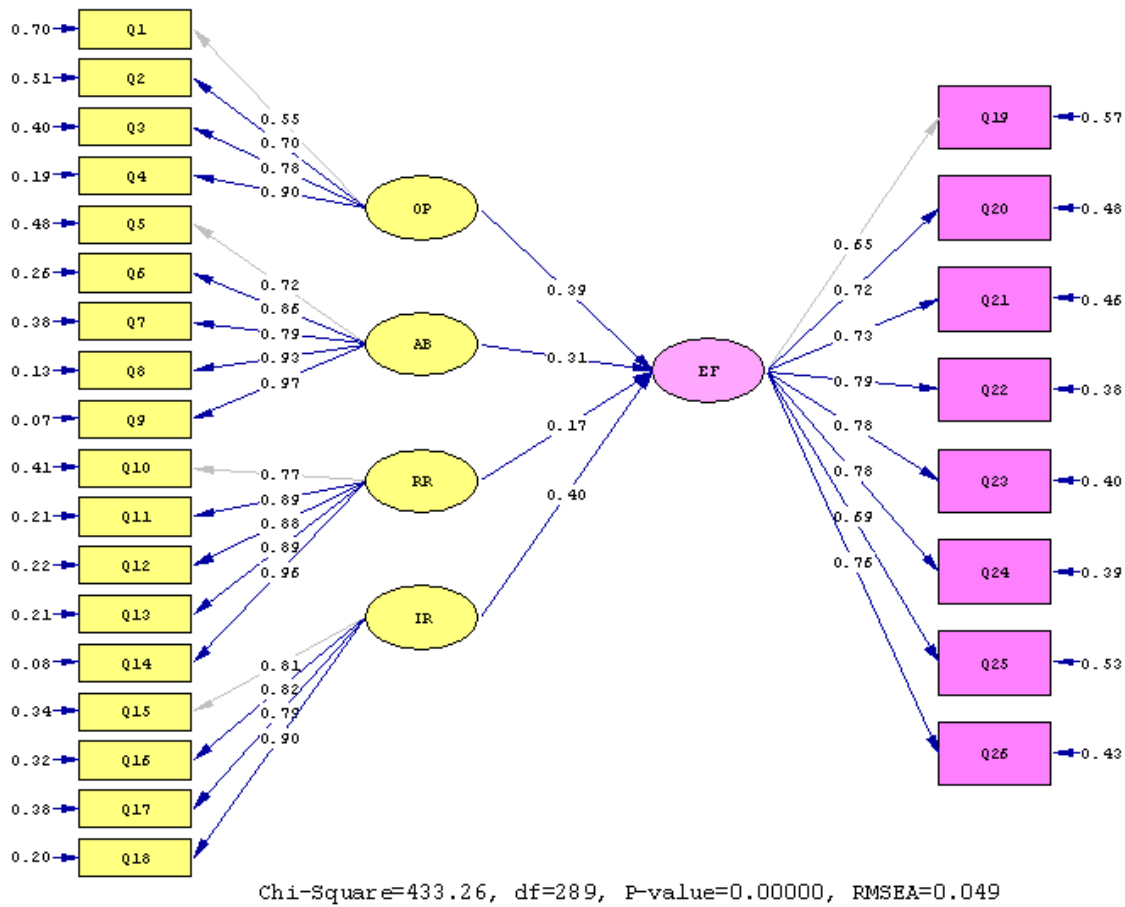 0.70 Q1
0.51 Q2
0.40 Q3
0.19 Q4
0.48 Q5
0.26 Q6
0.38 Q7
0.13 Q8
0.07 Q9
0.41 Q10
0.21 Q11
0.22 Q12
0.21 Q13
0.08 Q14
0.34 Q15
0.32 Q16
0.38 Q17
0.20 Q18
0.55
0.70
0.78
0.90
0.72
0.86
0.79
0.93
0.97
0.77
0.89
0.88
0.89
0.96
0.81
0.82
0.79
0.90
OP
AB
RR
IR
0.39
0.31
0.17
0.40
EF
0.65
0.72
0.73
0.79
0.78
0.78
0.69
0.76
Q19 0.57
Q20 0.48
Q21 0.46
Q22 0.38
Q23 0.40
Q24 0.39
Q25 0.53
Q26 0.43
Chi-Square=433.26, df=289, P-value=0.00000, RMSEA=0.049